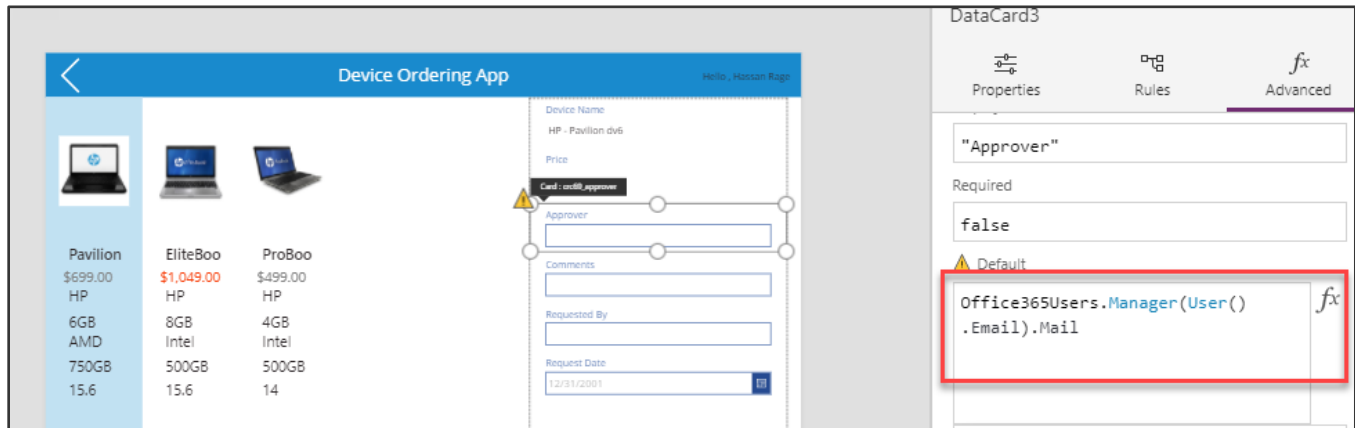 DataCard3
Device Ordering App
Hello , Hassan Rage
Properties
Rules
Advanced
Device Name
HP - Pavilion dv6
Price
"Approver"
Card : crc68_approver
Required
Approver
false
Pavilion
EliteBoo
ProBoo
$699.00
$1,049.00
$499.00
HP
HP
HP
6GB
8GB
4GB
AMD
Intel
Intel
750GB
500GB
500GB
15.6
15.6
14
Comments
Requested By
Request Date
12/31/2001
Default
Office365Users.Manager(User()
.Email).Mail
fx
fx